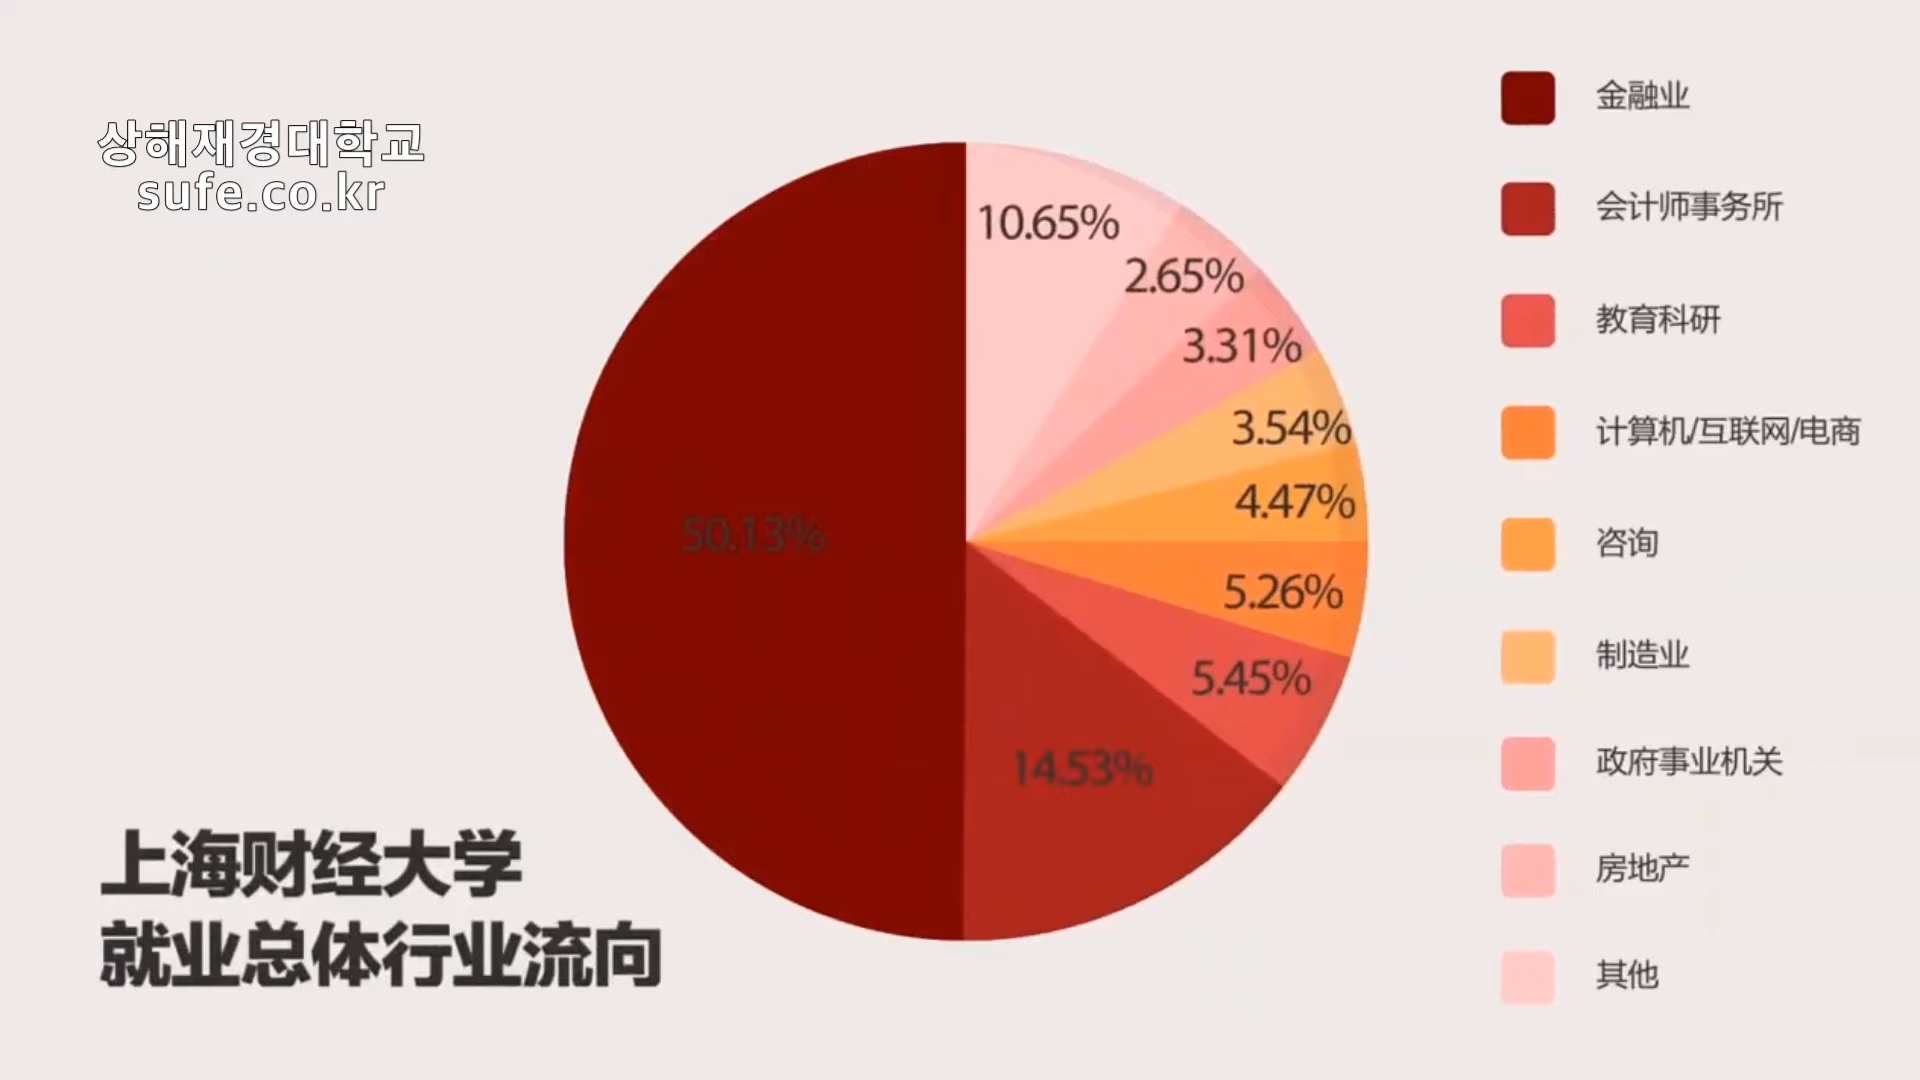 상해재경대학교
sufe.co.kr
10.65%
2.65%
3.31%
3.54%
4.47%
5.26%
5.45%
14.53%
50.13%
金融业
会计师事务所
教育科研
计算机/互联网/电商
咨询
制造业
政府事业机关
房地产
其他
上海财经大学
就业总体行业流向